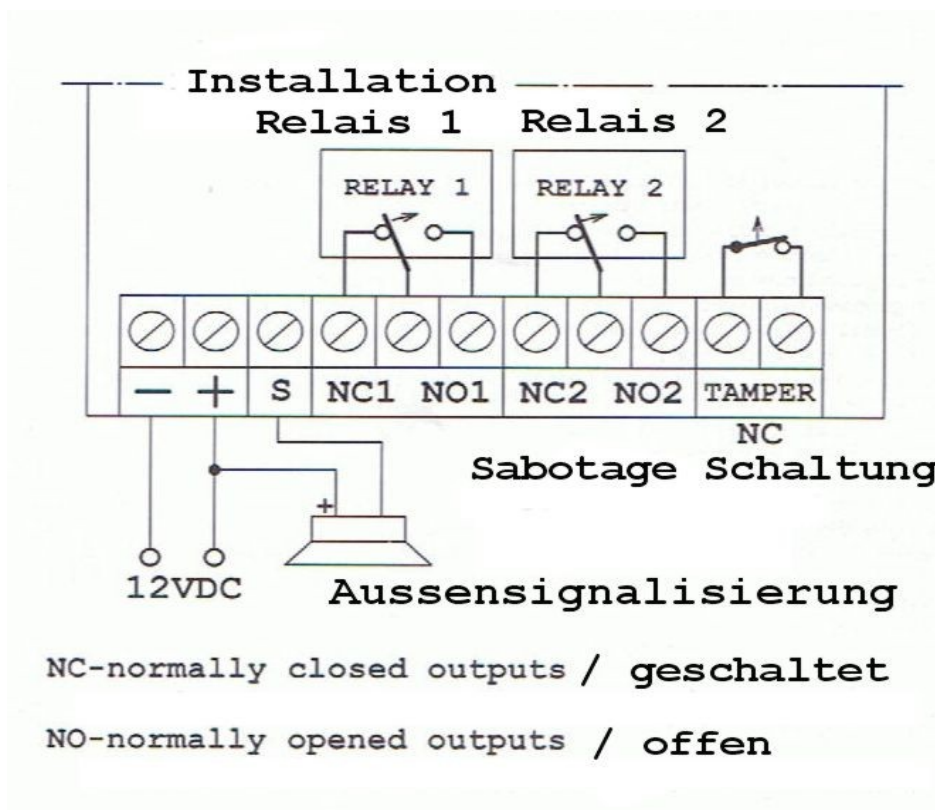 Installation
Relais 1 Relais 2
RELAY 1 RELAY 2
− + S NC1 NO1 NC2 NO2 TAMPER
NC
Sabotage Schaltung
+
12VDC
Aussensignalisierung
NC-normally closed outputs / geschaltet
NO-normally opened outputs / offen